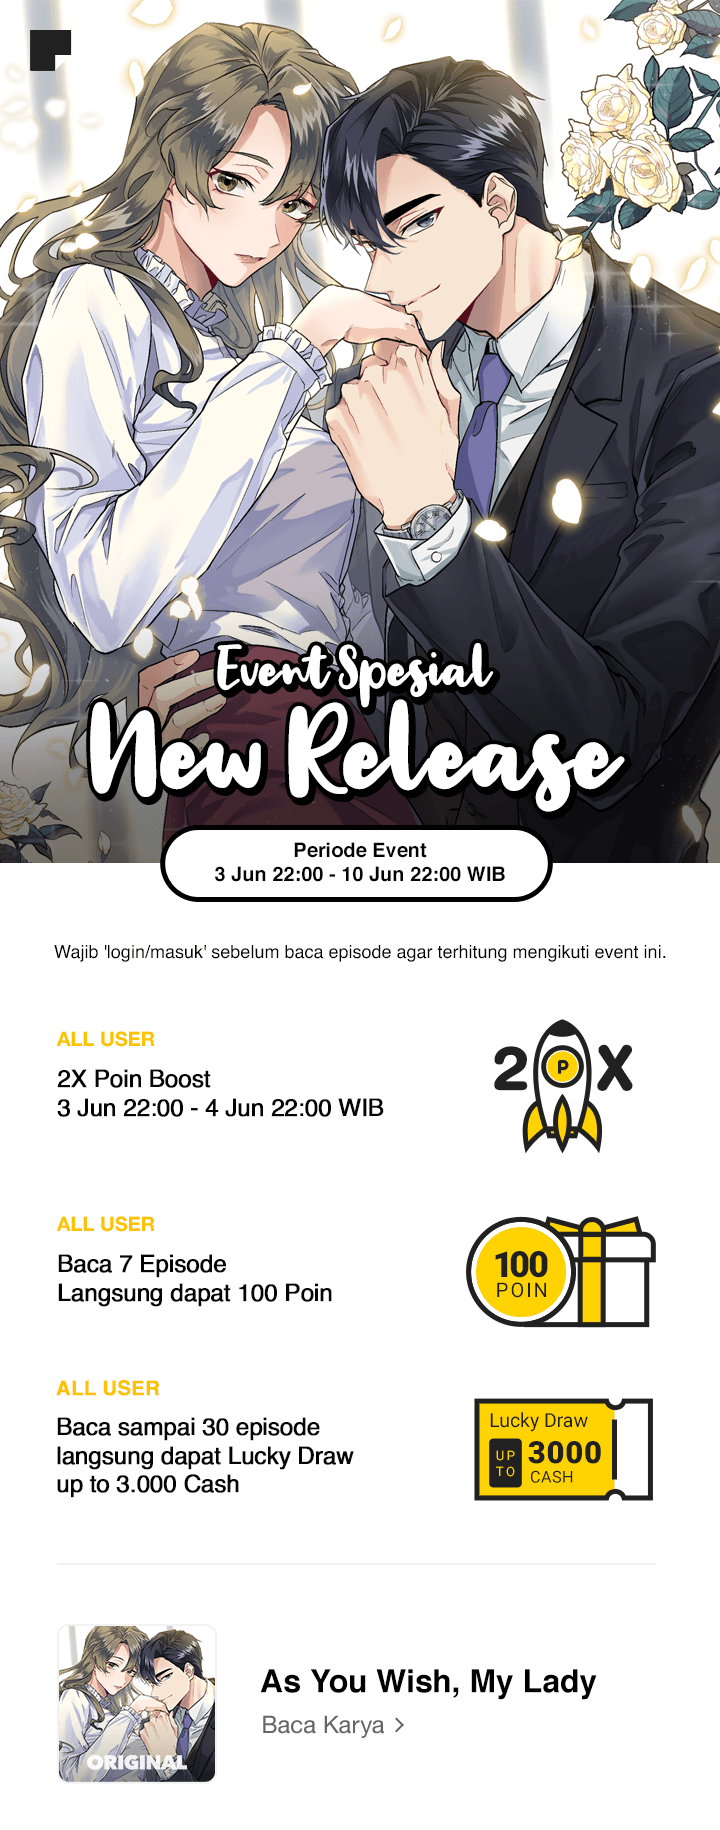 Event Spesial
New Release
Periode Event
3 Jun 22:00 - 10 Jun 22:00 WIB
Wajib 'login/masuk' sebelum baca episode agar terhitung mengikuti event ini.
ALL USER
2X Poin Boost
3 Jun 22:00 - 4 Jun 22:00 WIB
2 P X
ALL USER
Baca 7 Episode
Langsung dapat 100 Poin
100
POIN
ALL USER
Baca sampai 30 episode
langsung dapat Lucky Draw
up to 3.000 Cash
Lucky Draw
UP TO 3000
CASH
ORIGINAL
As You Wish, My Lady
Baca Karya >